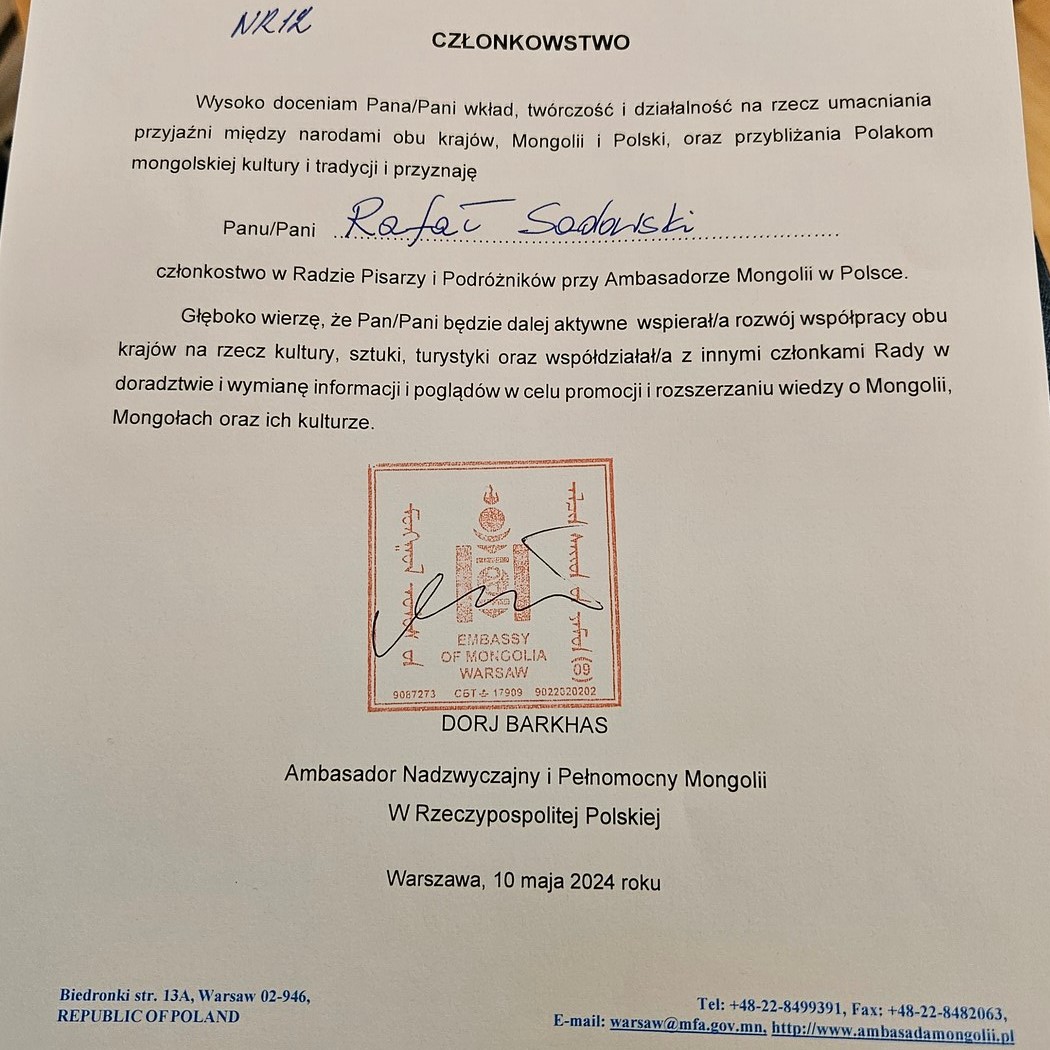 NR 12
CZŁONKOWSTWO
Wysoko doceniam Pana/Pani wkład, twórczość i działalność na rzecz umacniania
przyjaźni między narodami obu krajów, Mongolii i Polski, oraz przybliżania Polakom
mongolskiej kultury i tradycji i przyznaję
Panu/Pani Rafał Sadowski
członkostwo w Radzie Pisarzy i Podróżników przy Ambasadorze Mongolii w Polsce.
Głęboko wierzę, że Pan/Pani będzie dalej aktywne wspierał/a rozwój współpracy obu
krajów na rzecz kultury, sztuki, turystyki oraz współdziałał/a z innymi członkami Rady w
doradztwie i wymianę informacji i poglądów w celu promocji i rozszerzaniu wiedzy o Mongolii,
Mongołach oraz ich kulturze.
EMBASSY
OF MONGOLIA
WARSAW
(09)
9087273 СБТ 17909 9022020202
DORJ BARKHAS
Ambasador Nadzwyczajny i Pełnomocny Mongolii
W Rzeczypospolitej Polskiej
Warszawa, 10 maja 2024 roku
Biedronki str. 13A, Warsaw 02-946,
REPUBLIC OF POLAND
Tel: +48-22-8499391, Fax: +48-22-8482063,
E-mail: warsaw@mfa.gov.mn, http://www.ambasadamongolii.pl